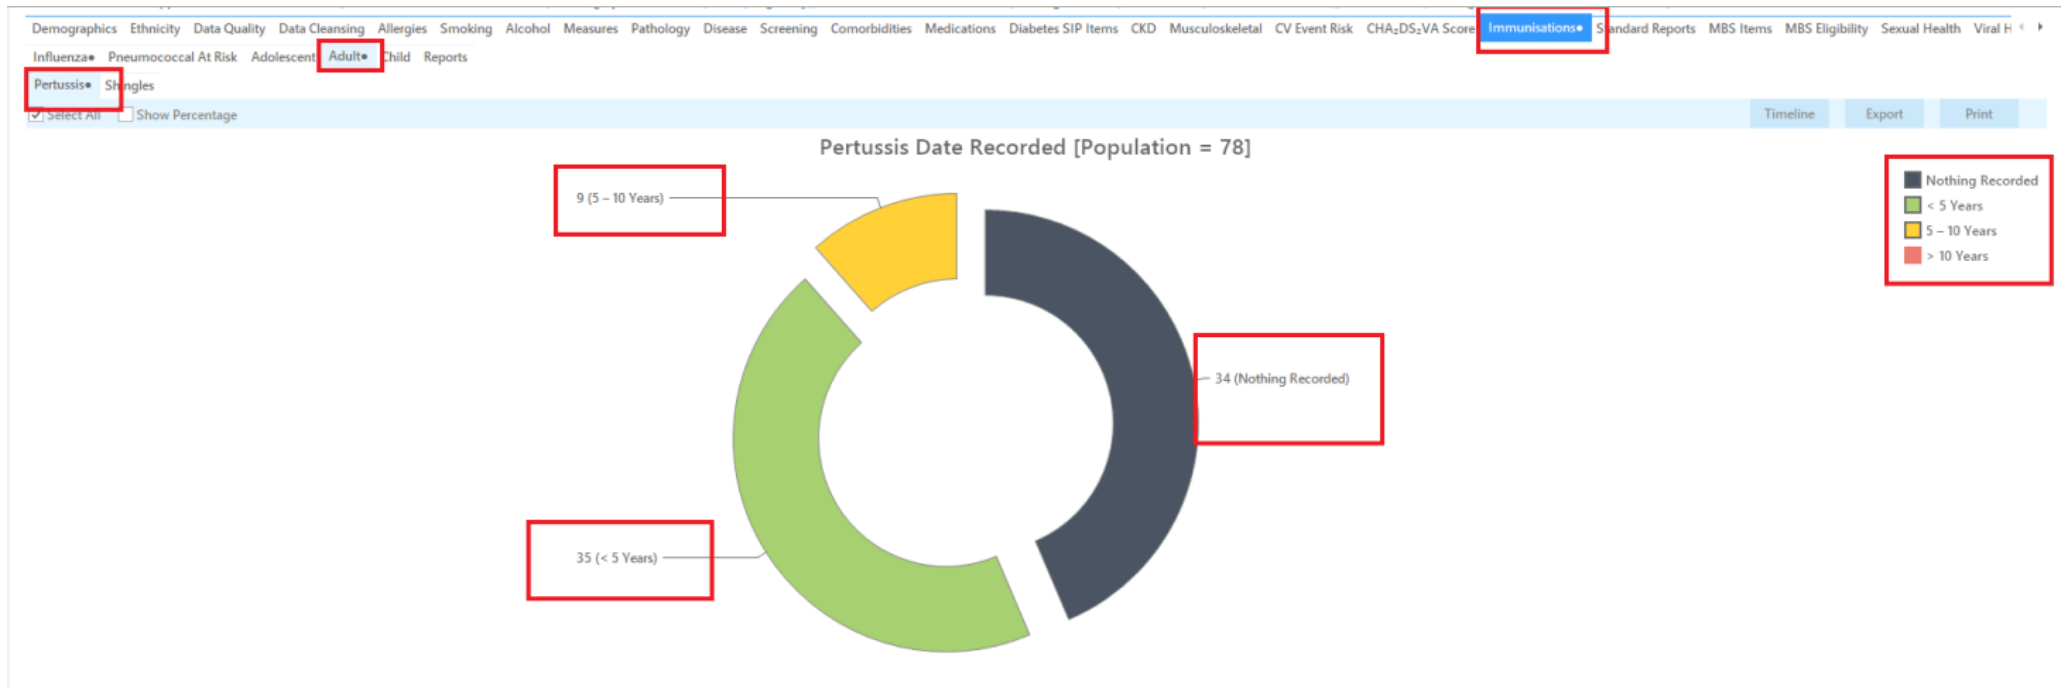 Demographics Ethnicity Data Quality Data Cleansing Allergies Smoking Alcohol Measures Pathology Disease Screening Comorbidities Medications Diabetes SIP Items CKD Musculoskeletal CV Event Risk CHA₂DS₂VA Score Immunisations• Standard Reports MBS Items MBS Eligibility Sexual Health Viral H
Influenza• Pneumococcal At Risk Adolescent Adult• Child Reports
Pertussis• Shingles
Select All Show Percentage Timeline Export Print
Pertussis Date Recorded [Population = 78]
Nothing Recorded
< 5 Years
5 – 10 Years
> 10 Years
9 (5 – 10 Years)
34 (Nothing Recorded)
35 (< 5 Years)